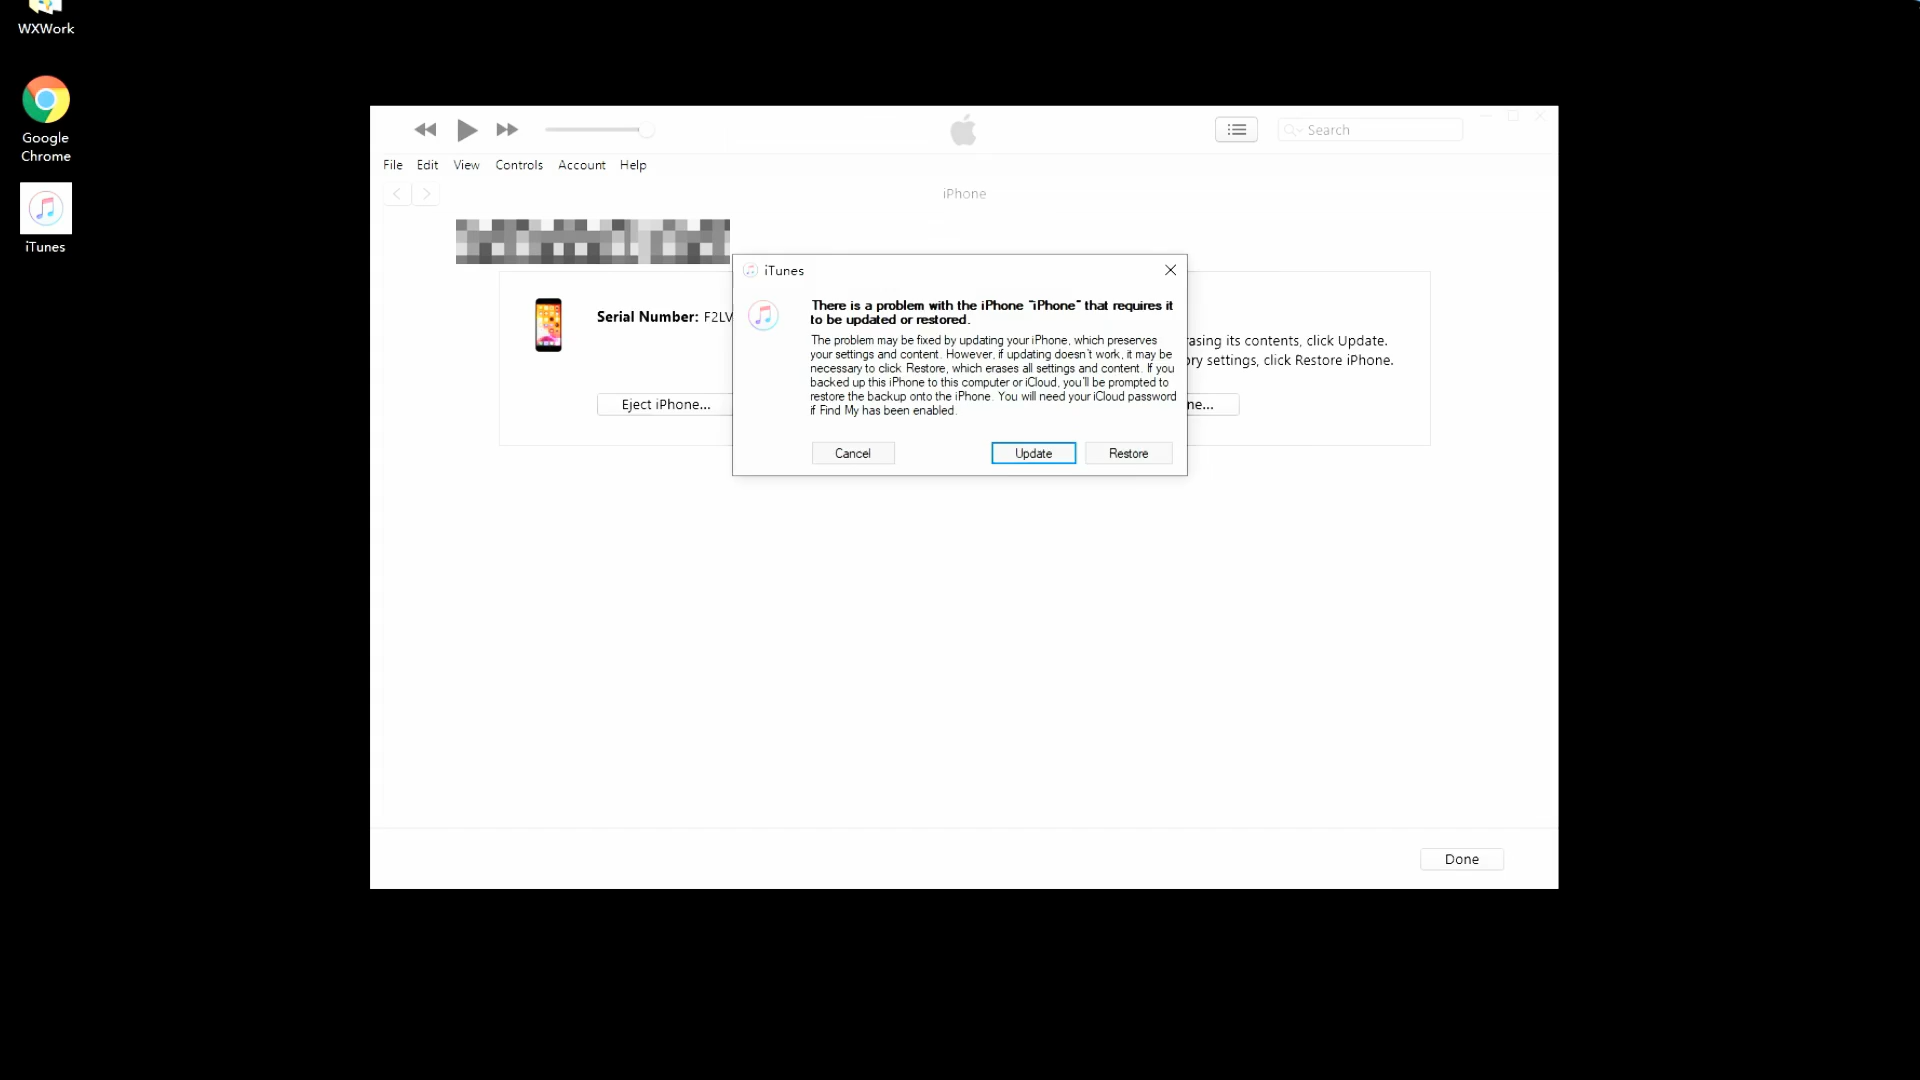 WXWork
Google
Chrome
iTunes
Search
File Edit View Controls Account Help
iPhone
Serial Number: F2LV
Eject iPhone...
asing its contents, click Update.
ory settings, click Restore iPhone.
ne...
iTunes
There is a problem with the iPhone "iPhone" that requires it
to be updated or restored.
The problem may be fixed by updating your iPhone, which preserves
your settings and content. However, if updating doesn't work, it may be
necessary to click Restore, which erases all settings and content. If you
backed up this iPhone to this computer or iCloud, you'll be prompted to
restore the backup onto the iPhone. You will need your iCloud password
if Find My has been enabled.
Cancel Update Restore
Done